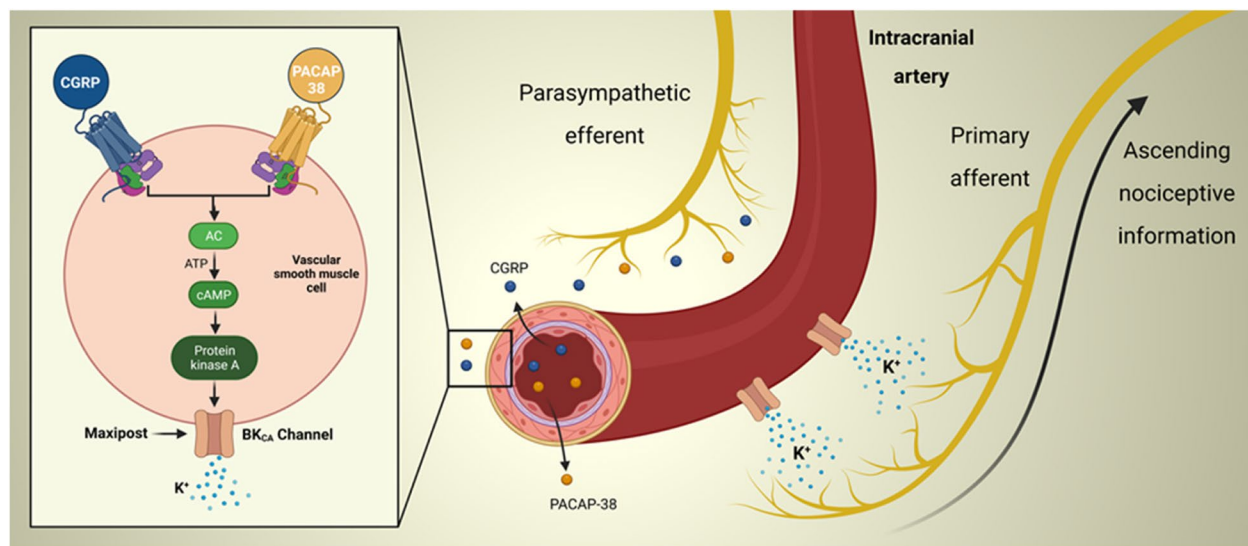 CGRP
PACAP
38
AC
ATP
cAMP
Vascular
smooth muscle
cell
Protein
kinase A
Maxipost
BKCA Channel
K+
Parasympathetic
efferent
CGRP
PACAP-38
Intracranial
artery
K+
K+
Primary
afferent
Ascending
nociceptive
information